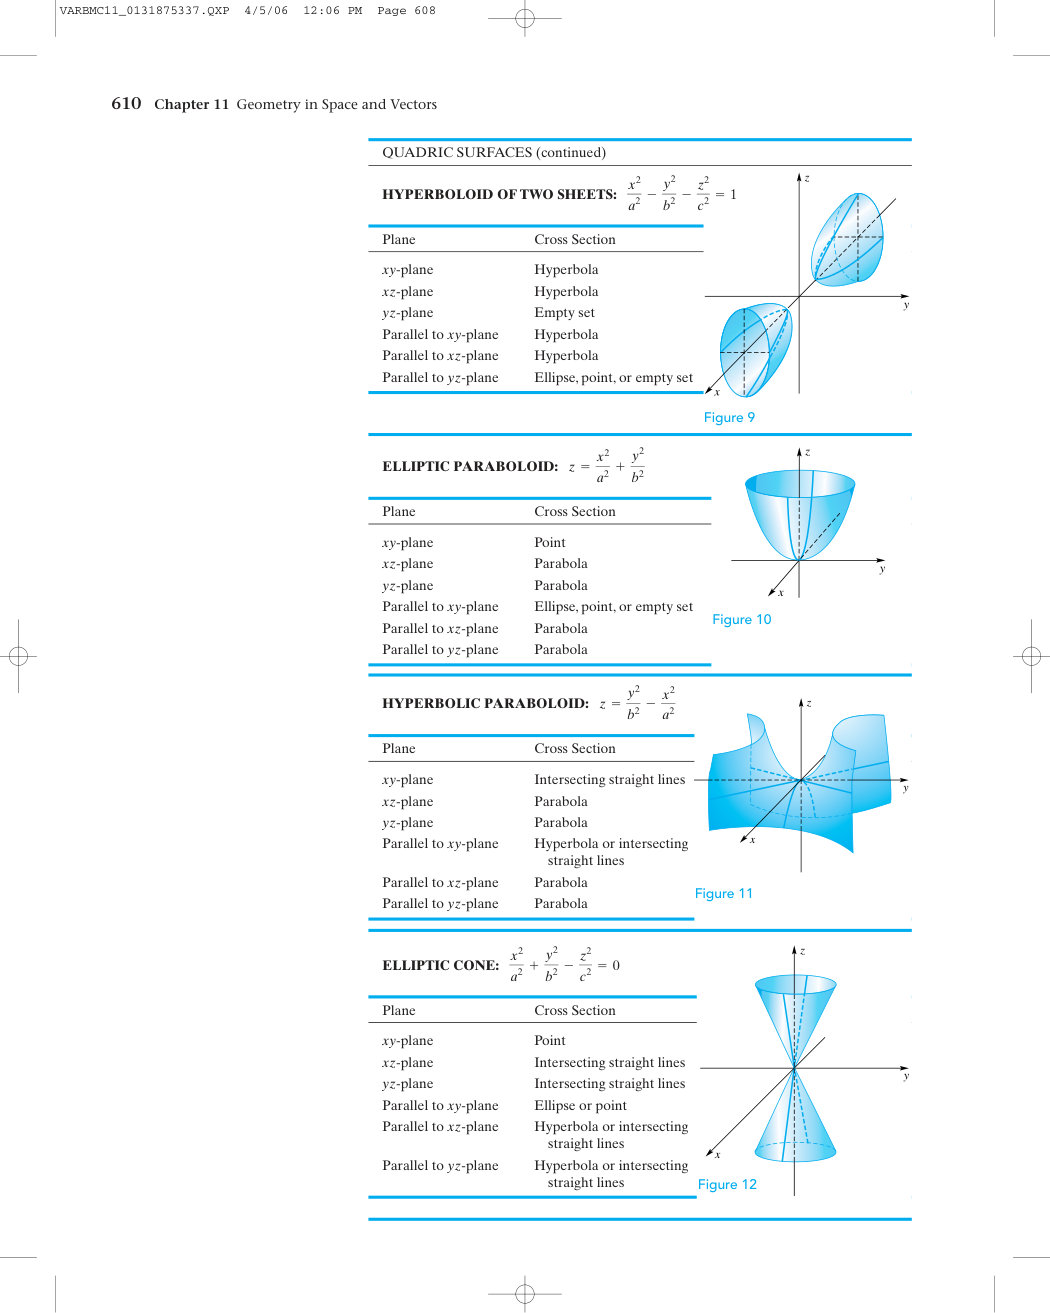 VARBMC11_0131875337.QXP  4/5/06  12:06 PM  Page 608
610 Chapter 11 Geometry in Space and Vectors
QUADRIC SURFACES (continued)
HYPERBOLOID OF TWO SHEETS: x²/a² − y²/b² − z²/c² = 1
Plane Cross Section
xy-plane Hyperbola
xz-plane Hyperbola
yz-plane Empty set
Parallel to xy-plane Hyperbola
Parallel to xz-plane Hyperbola
Parallel to yz-plane Ellipse, point, or empty set
z
y
x
Figure 9
ELLIPTIC PARABOLOID: z = x²/a² + y²/b²
Plane Cross Section
xy-plane Point
xz-plane Parabola
yz-plane Parabola
Parallel to xy-plane Ellipse, point, or empty set
Parallel to xz-plane Parabola
Parallel to yz-plane Parabola
z
y
x
Figure 10
HYPERBOLIC PARABOLOID: z = y²/b² − x²/a²
Plane Cross Section
xy-plane Intersecting straight lines
xz-plane Parabola
yz-plane Parabola
Parallel to xy-plane Hyperbola or intersecting
straight lines
Parallel to xz-plane Parabola
Parallel to yz-plane Parabola
z
y
x
Figure 11
ELLIPTIC CONE: x²/a² + y²/b² − z²/c² = 0
Plane Cross Section
xy-plane Point
xz-plane Intersecting straight lines
yz-plane Intersecting straight lines
Parallel to xy-plane Ellipse or point
Parallel to xz-plane Hyperbola or intersecting
straight lines
Parallel to yz-plane Hyperbola or intersecting
straight lines
z
y
x
Figure 12